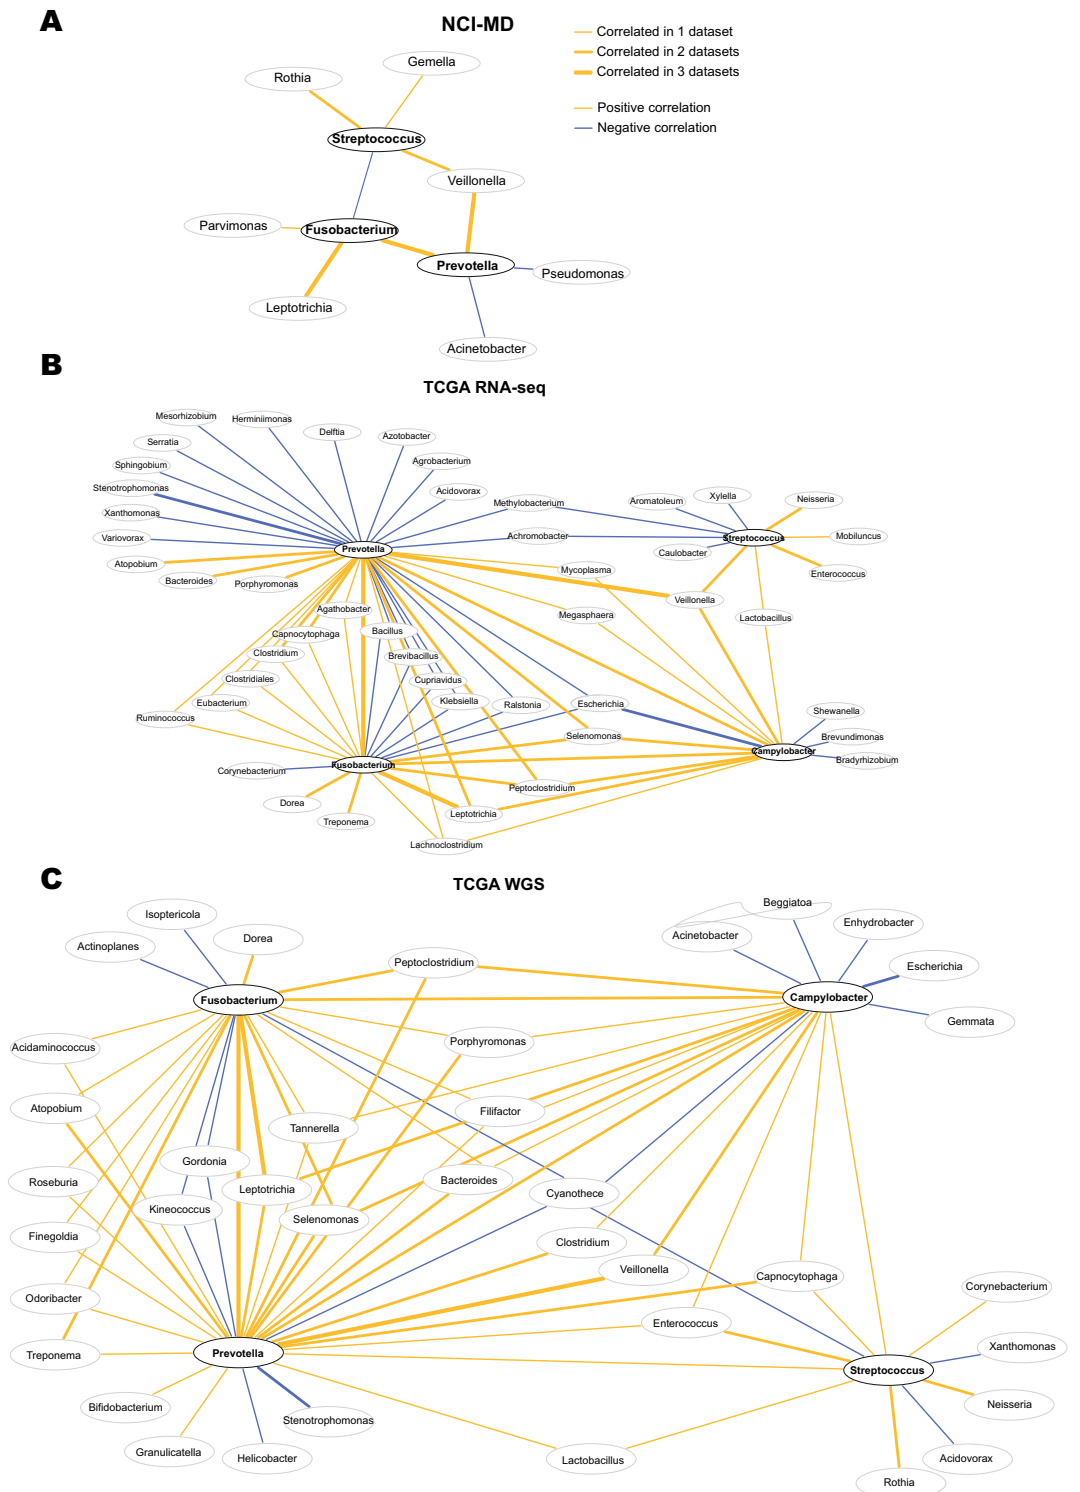 A
NCI-MD
Correlated in 1 dataset
Correlated in 2 datasets
Correlated in 3 datasets
Positive correlation
Negative correlation
Gemella
Rothia
Streptococcus
Veillonella
Parvimonas
Fusobacterium
Prevotella
Pseudomonas
Leptotrichia
Acinetobacter
B
TCGA RNA-seq
Mesorhizobium
Herminiimonas
Delftia
Azotobacter
Serratia
Agrobacterium
Sphingobium
Stenotrophomonas
Acidovorax
Methylobacterium
Aromatoleum
Xylella
Neisseria
Xanthomonas
Variovorax
Achromobacter
Streptococcus
Mobiluncus
Prevotella
Caulobacter
Atopobium
Bacteroides
Porphyromonas
Mycoplasma
Enterococcus
Veillonella
Agathobacter
Megasphaera
Lactobacillus
Capnocytophaga
Bacillus
Clostridium
Brevibacillus
Clostridiales
Cupriavidus
Eubacterium
Klebsiella
Ralstonia
Escherichia
Ruminococcus
Shewanella
Selenomonas
Brevundimonas
Campylobacter
Bradyrhizobium
Fusobacterium
Corynebacterium
Peptoclostridium
Dorea
Leptotrichia
Treponema
Lachnoclostridium
C
TCGA WGS
Beggiatoa
Isoptericola
Enhydrobacter
Actinoplanes
Dorea
Acinetobacter
Peptoclostridium
Escherichia
Fusobacterium
Campylobacter
Gemmata
Acidaminococcus
Porphyromonas
Atopobium
Filifactor
Tannerella
Gordonia
Roseburia
Leptotrichia
Bacteroides
Cyanothece
Kineococcus
Selenomonas
Finegoldia
Clostridium
Veillonella
Capnocytophaga
Corynebacterium
Odoribacter
Enterococcus
Xanthomonas
Treponema
Prevotella
Streptococcus
Bifidobacterium
Stenotrophomonas
Neisseria
Granulicatella
Helicobacter
Lactobacillus
Acidovorax
Rothia